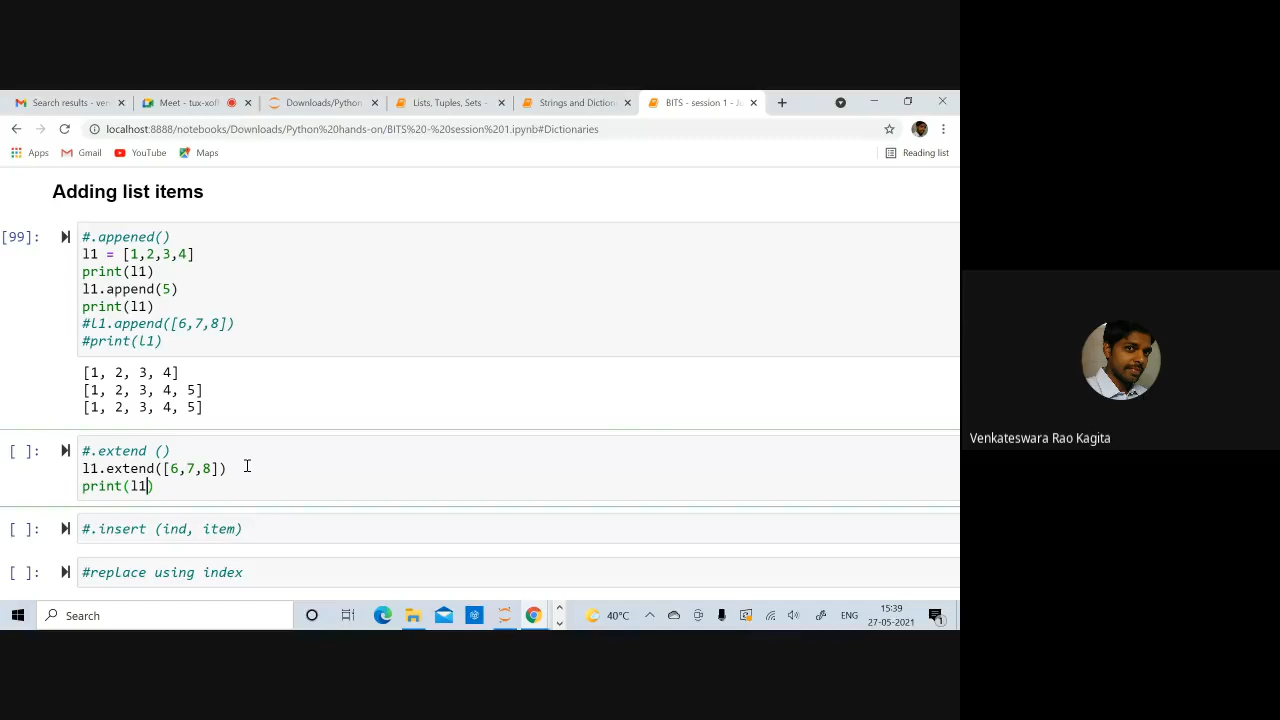 Search results - ven
Meet - tux-xof
Downloads/Python
Lists, Tuples, Sets -
Strings and Diction
BITS - session 1 - Ju
localhost:8888/notebooks/Downloads/Python%20hands-on/BITS%20-%20session%201.ipynb#Dictionaries
Apps Gmail YouTube Maps Reading list
Adding list items
[99]: #.appened()
l1 = [1,2,3,4]
print(l1)
l1.append(5)
print(l1)
#l1.append([6,7,8])
#print(l1)
[1, 2, 3, 4]
[1, 2, 3, 4, 5]
[1, 2, 3, 4, 5]
[ ]: #.extend ()
l1.extend([6,7,8])
print(l1)
[ ]: #.insert (ind, item)
[ ]: #replace using index
Venkateswara Rao Kagita
Search 40°C ENG 15:39
27-05-2021
1